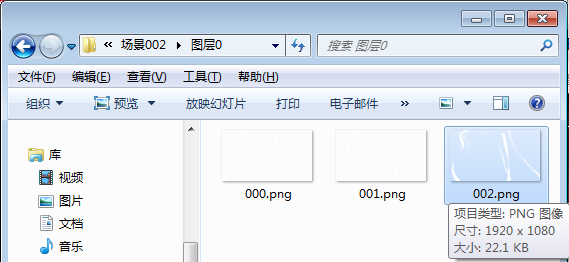 « 场景002 ▸ 图层0
搜索 图层0
文件(F) 编辑(E) 查看(V) 工具(T) 帮助(H)
组织 预览 放映幻灯片 打印 电子邮件 »
库
视频
图片
文档
音乐
000.png 001.png 002.png
项目类型: PNG 图像
尺寸: 1920 x 1080
大小: 22.1 KB